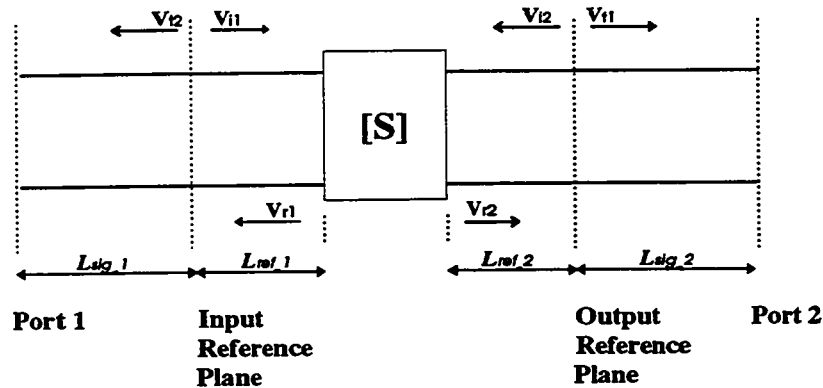 Vt2 Vi1 Vi2 Vt1
[S]
Vr1 Vr2
Lsig_1 Lref_1 Lref_2 Lsig_2
Port 1 Input Reference Plane Output Reference Plane Port 2